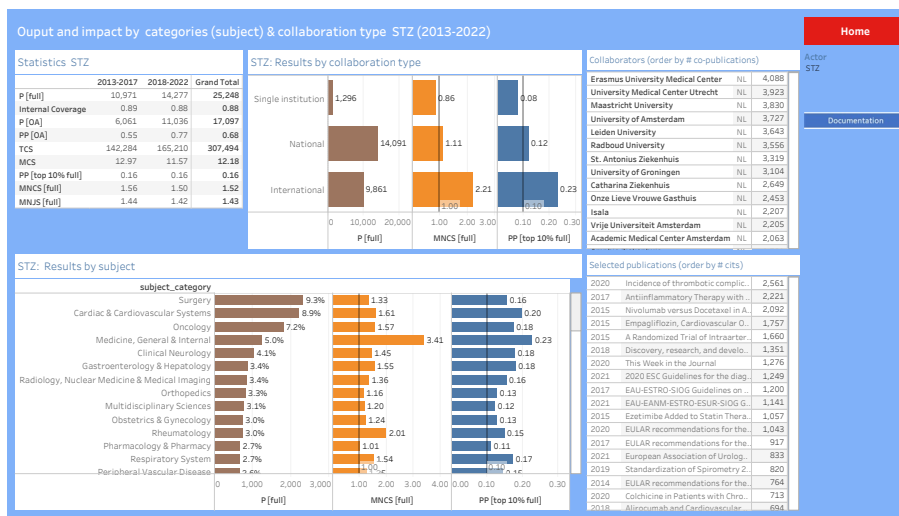 Ouput and impact by categories (subject) & collaboration type STZ (2013-2022)
Home
Actor
STZ
Documentation
Statistics STZ
2013-2017 2018-2022 Grand Total
P [full] 10,971 14,277 25,248
Internal Coverage 0.89 0.88 0.88
P [OA] 6,061 11,036 17,097
PP [OA] 0.55 0.77 0.68
TCS 142,284 165,210 307,494
MCS 12.97 11.57 12.18
PP [top 10% full] 0.16 0.16 0.16
MNCS [full] 1.56 1.50 1.52
MNJS [full] 1.44 1.42 1.43
STZ: Results by collaboration type
Single institution 1,296 0.86 0.08
National 14,091 1.11 0.12
International 9,861 2.21 0.23
1.00 0.10
0 10,000 20,000 1.00 2.00 3.00 0.10 0.20 0.30
P [full] MNCS [full] PP [top 10% full]
Collaborators (order by # co-publications)
Erasmus University Medical Center NL 4,088
University Medical Center Utrecht NL 3,923
Maastricht University NL 3,830
University of Amsterdam NL 3,727
Leiden University NL 3,643
Radboud University NL 3,556
St. Antonius Ziekenhuis NL 3,319
University of Groningen NL 3,104
Catharina Ziekenhuis NL 2,649
Onze Lieve Vrouwe Gasthuis NL 2,453
Isala NL 2,207
Vrije Universiteit Amsterdam NL 2,205
Academic Medical Center Amsterdam NL 2,063
STZ: Results by subject
subject_category
Surgery 9.3% 1.33 0.16
Cardiac & Cardiovascular Systems 8.9% 1.61 0.20
Oncology 7.2% 1.57 0.18
Medicine, General & Internal 5.0% 3.41 0.23
Clinical Neurology 4.1% 1.45 0.18
Gastroenterology & Hepatology 3.4% 1.55 0.18
Radiology, Nuclear Medicine & Medical Imaging 3.4% 1.36 0.16
Orthopedics 3.3% 1.16 0.13
Multidisciplinary Sciences 3.1% 1.20 0.12
Obstetrics & Gynecology 3.0% 1.24 0.13
Rheumatology 3.0% 2.01 0.15
Pharmacology & Pharmacy 2.7% 1.01 0.11
Respiratory System 2.7% 1.54 0.17
Peripheral Vascular Disease 2.6% 0.15
1.00 0.10
0 1,000 2,000 3,000 0.00 1.00 2.00 3.00 4.00 0.00 0.10 0.20 0.30
P [full] MNCS [full] PP [top 10% full]
Selected publications (order by # cits)
2020 Incidence of thrombotic complic.. 2,561
2017 Antiinflammatory Therapy with .. 2,221
2015 Nivolumab versus Docetaxel in A.. 2,092
2015 Empagliflozin, Cardiovascular O.. 1,757
2015 A Randomized Trial of Intraarter.. 1,660
2018 Discovery, research, and develo.. 1,351
2020 This Week in the Journal 1,276
2021 2020 ESC Guidelines for the diag.. 1,249
2017 EAU-ESTRO-SIOG Guidelines on .. 1,200
2021 EAU-EANM-ESTRO-ESUR-SIOG G.. 1,141
2015 Ezetimibe Added to Statin Thera.. 1,057
2020 EULAR recommendations for the.. 1,043
2017 EULAR recommendations for the.. 917
2021 European Association of Urolog.. 833
2019 Standardization of Spirometry 2.. 820
2014 EULAR recommendations for the.. 764
2020 Colchicine in Patients with Chro.. 713
2018 Alirocumab and Cardiovascular .. 694